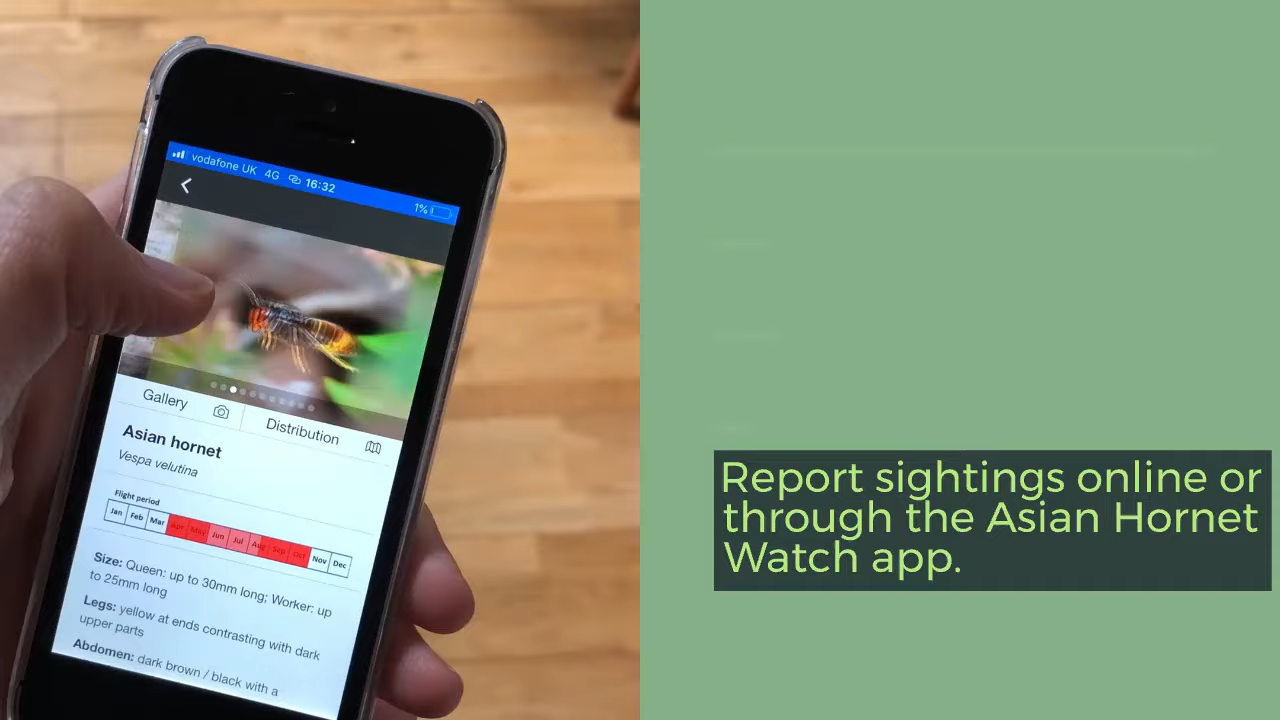 vodafone UK 4G 16:32
1%
Gallery
Distribution
Asian hornet
Vespa velutina
Flight period
Jan Feb Mar Apr May Jun Jul Aug Sep Oct Nov Dec
Size: Queen: up to 30mm long; Worker: up
to 25mm long
Legs: yellow at ends contrasting with dark
upper parts
Abdomen: dark brown / black with a
Report sightings online or
through the Asian Hornet
Watch app.